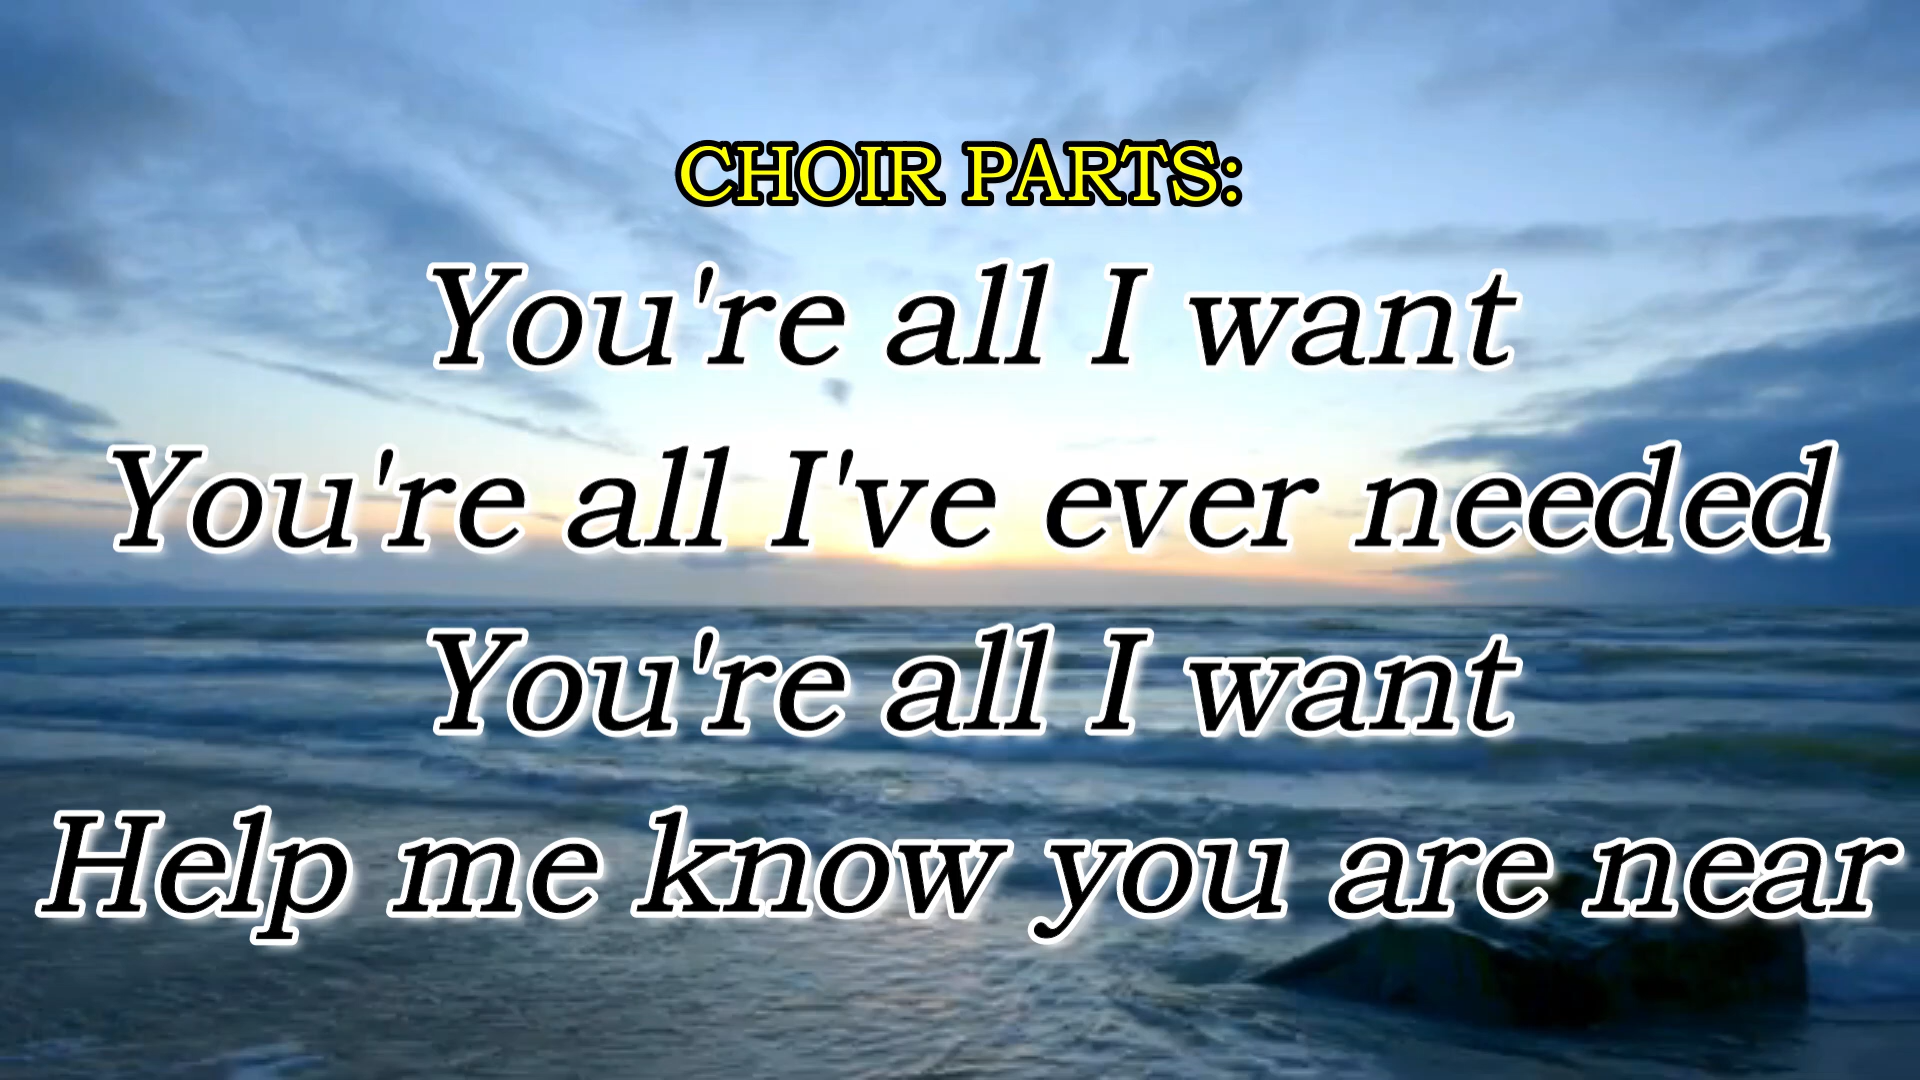 CHOIR PARTS:
You're all I want
You're all I've ever needed
You're all I want
Help me know you are near